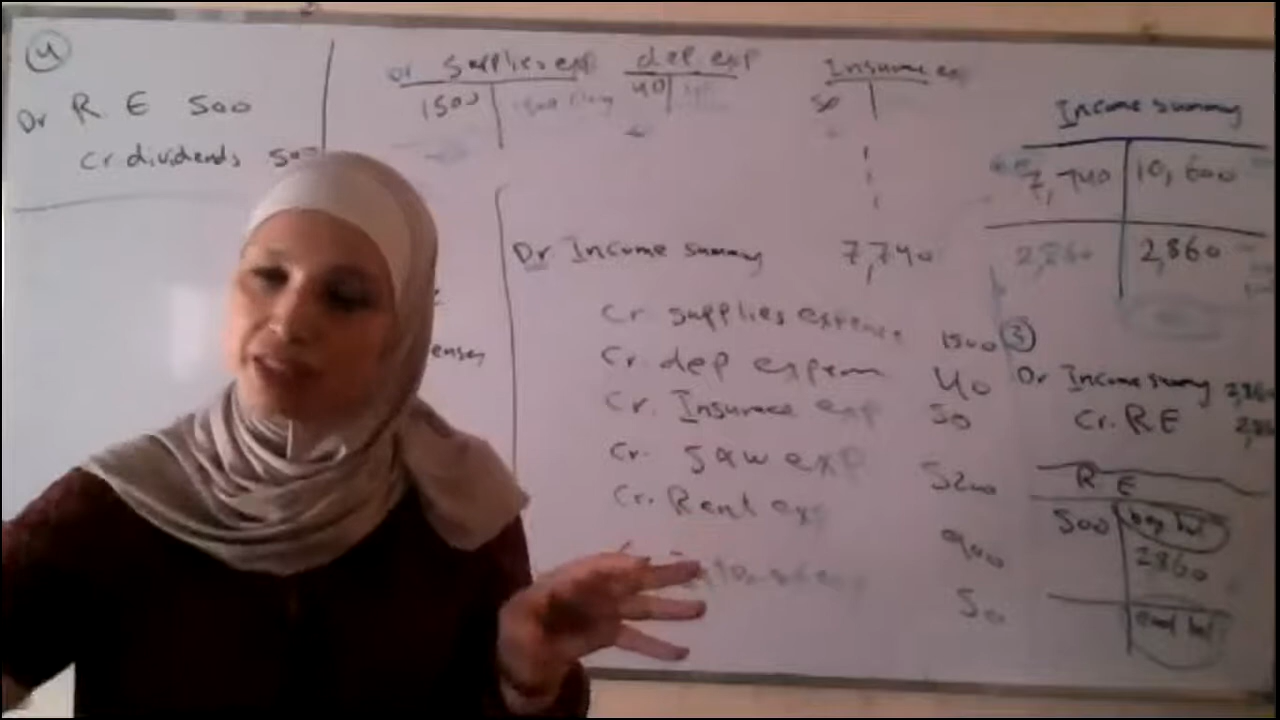 4
Dr R E 500
Cr dividends
Dr supplies exp
1500
dep exp
40
Insurance exp
50
Income summary
7,740 10,600
2,860 2,860
Dr Income summary 7,740
Cr. supplies expense 1500
Cr. dep expense 40
Cr. Insurance exp 50
Cr. exp 5200
Cr. Rent exp 900
50
3
Dr Income summary
Cr. R E
R E
500 beg bal
2860
end bal